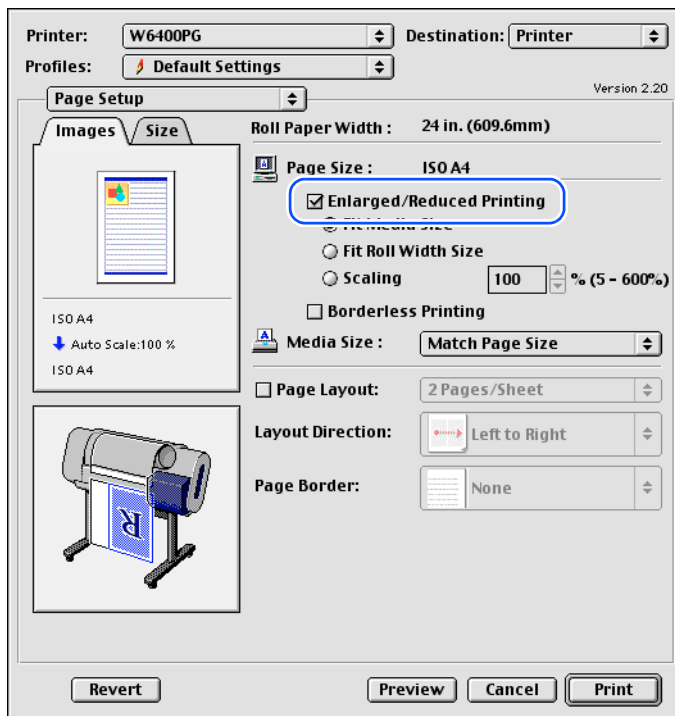 Printer: W6400PG Destination: Printer
Profiles: Default Settings
Version 2.20
Page Setup
Images Size
Roll Paper Width : 24 in. (609.6mm)
Page Size : ISO A4
Enlarged/Reduced Printing
Fit Media Size
Fit Roll Width Size
Scaling 100 % (5 - 600%)
Borderless Printing
ISO A4
Auto Scale:100 %
ISO A4
Media Size : Match Page Size
Page Layout: 2 Pages/Sheet
Layout Direction: Left to Right
Page Border: None
R
Revert Preview Cancel Print